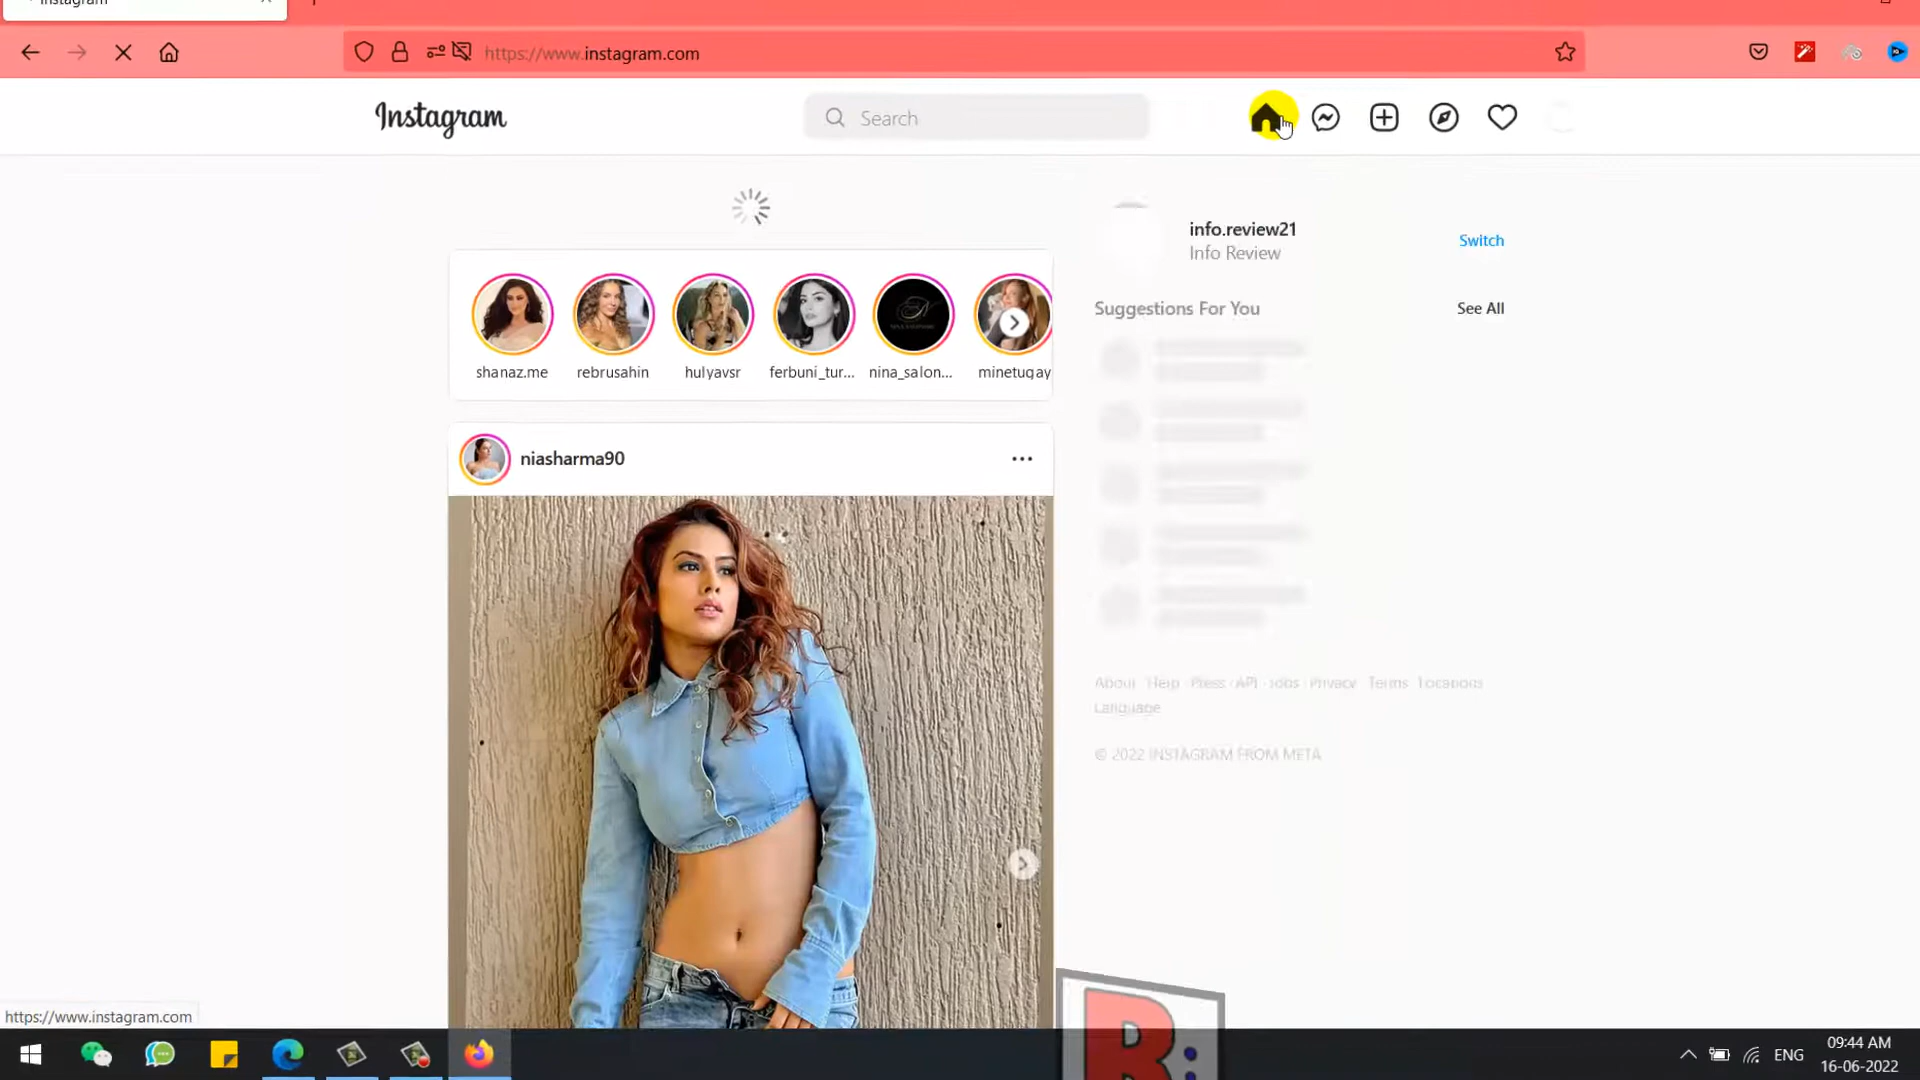 Instagram
https://www.instagram.com
Instagram
Search
info.review21
Info Review
Switch
Suggestions For You
See All
shanaz.me
rebrusahin
hulyavsr
ferbuni_tur...
nina_salon...
minetugay
niasharma90
About Help Press API Jobs Privacy Terms Locations
Language
© 2022 INSTAGRAM FROM META
https://www.instagram.com
R:
ENG
09:44 AM
16-06-2022